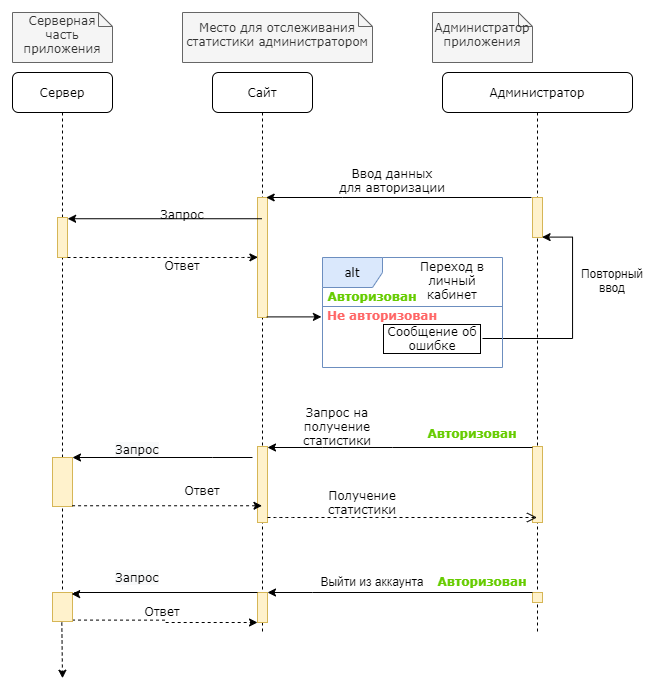 Серверная
часть
приложения
Место для отслеживания
статистики администратором
Администратор
приложения
Сервер
Сайт
Администратор
Ввод данных
для авторизации
Запрос
Ответ
alt
Переход в
личный
кабинет
Авторизован
Не авторизован
Сообщение об
ошибке
Повторный
ввод
Запрос на
получение
статистики
Авторизован
Запрос
Ответ
Получение
статистики
Запрос
Выйти из аккаунта
Авторизован
Ответ